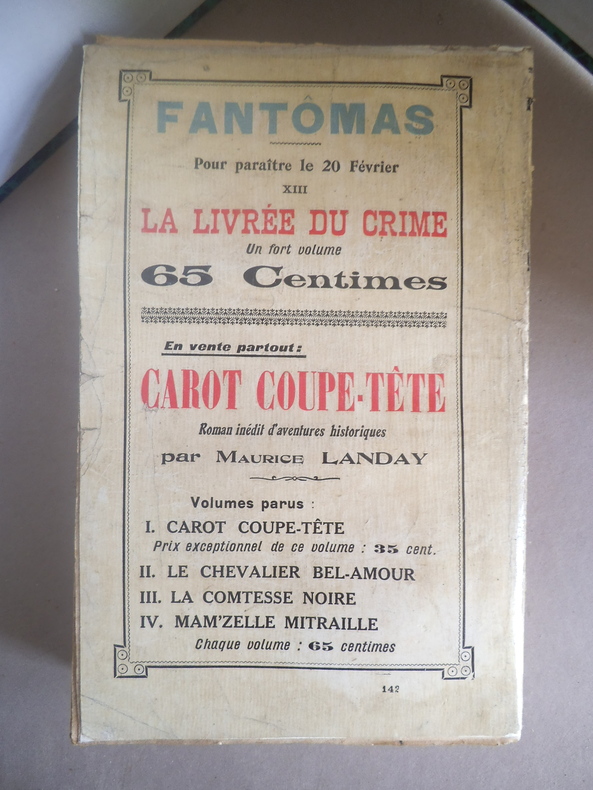 FANTÔMAS
Pour paraître le 20 Février
XIII
LA LIVRÉE DU CRIME
Un fort volume
65 Centimes
En vente partout :
CAROT COUPE-TÊTE
Roman inédit d'aventures historiques
par MAURICE LANDAY
Volumes parus :
I. CAROT COUPE-TÊTE
Prix exceptionnel de ce volume : 35 cent.
II. LE CHEVALIER BEL-AMOUR
III. LA COMTESSE NOIRE
IV. MAM'ZELLE MITRAILLE
Chaque volume : 65 centimes
142